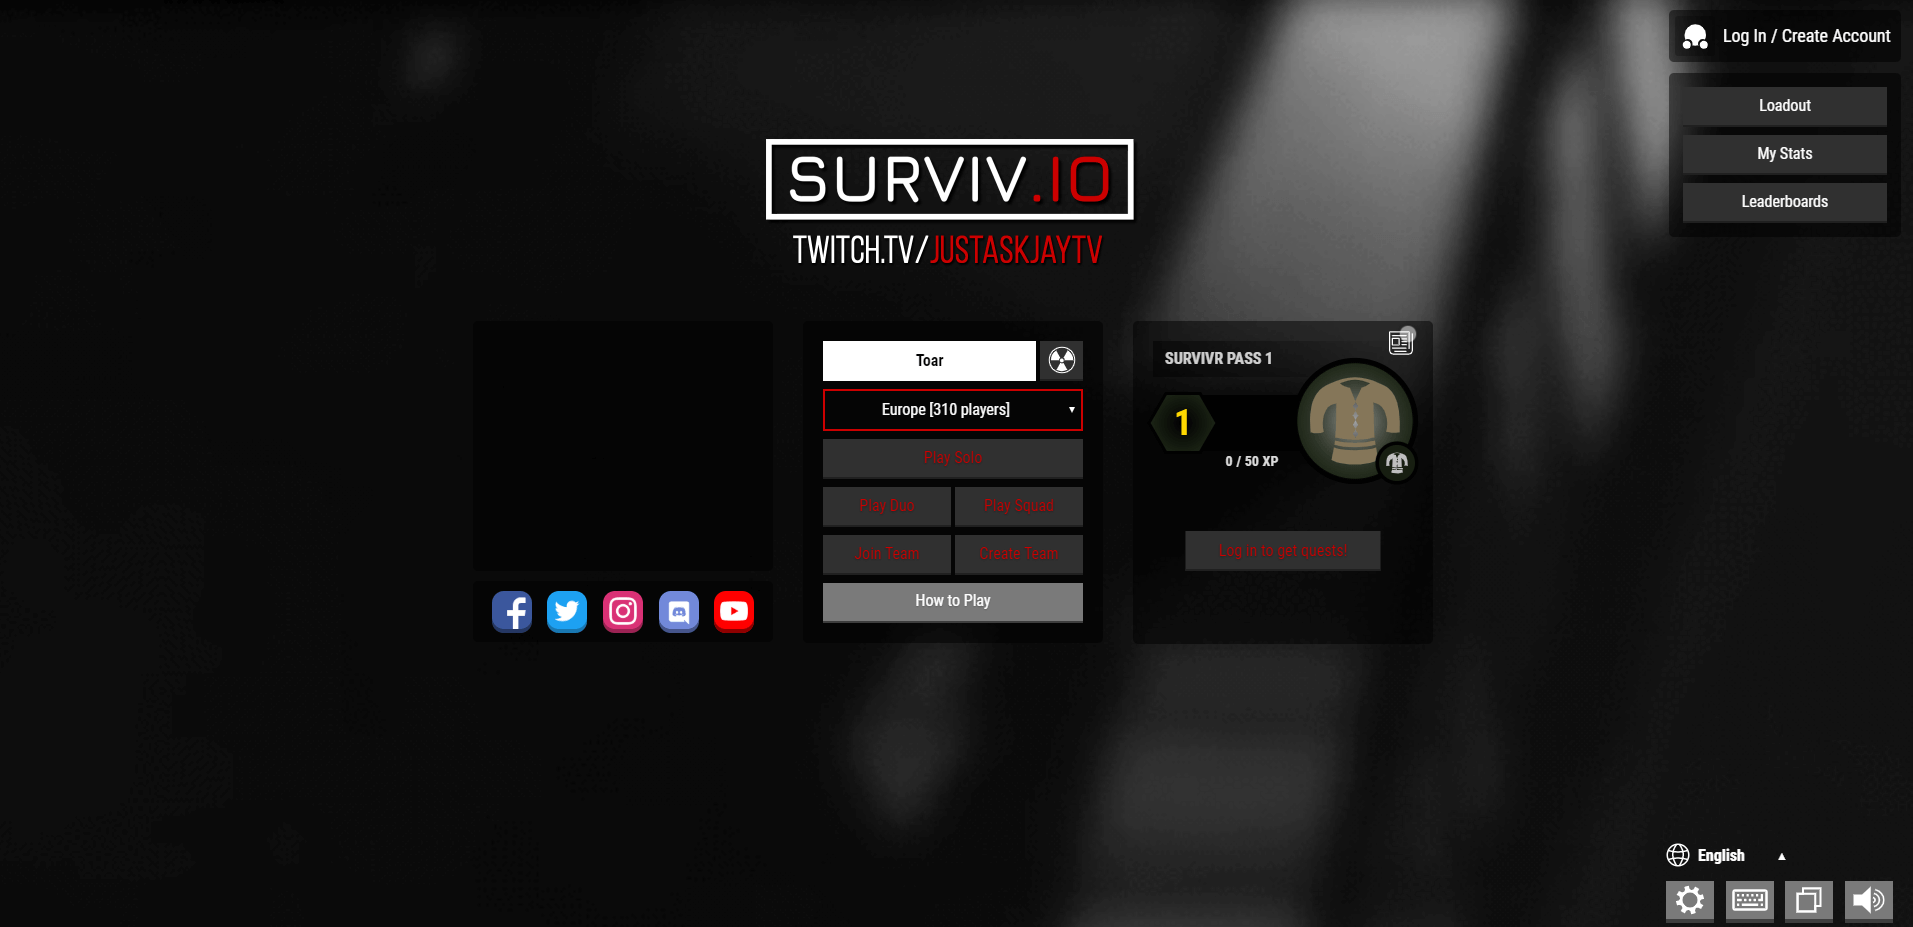 Log In / Create Account
Loadout
My Stats
Leaderboards
SURVIV.IO
TWITCH.TV/JUSTASKJAYTV
Toar
Europe [310 players]
Play Solo
Play Duo
Play Squad
Join Team
Create Team
How to Play
SURVIVR PASS 1
1
0 / 50 XP
Log in to get quests!
English